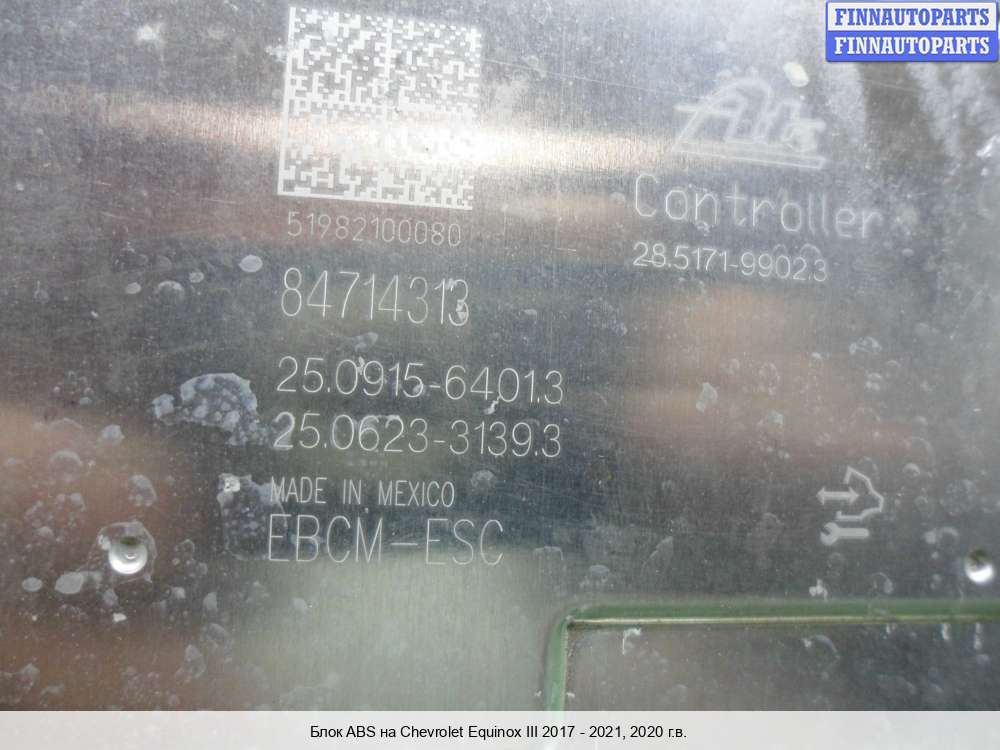 FINNAUTOPARTS
FINNAUTOPARTS
Ate
Controller
28.5171-9902.3
51982100080
84714313
25.0915-6401.3
25.0623-3139.3
MADE IN MEXICO
EBCM-ESC
Блок ABS на Chevrolet Equinox III 2017 - 2021, 2020 г.в.